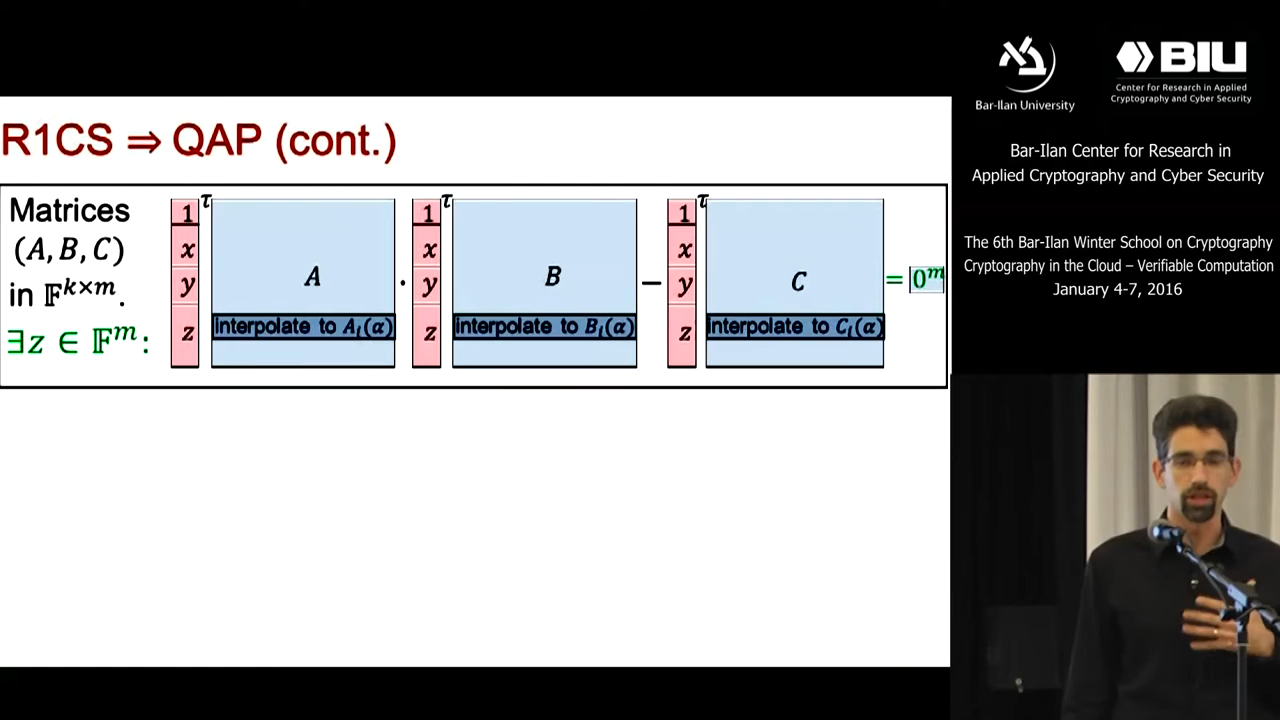 R1CS ⇒ QAP (cont.)
Matrices
(A, B, C)
in 𝔽^{k×m}.
∃z ∈ 𝔽^m:
1
x
y
z
τ
A
interpolate to A_i(α)
·
1
x
y
z
τ
B
interpolate to B_i(α)
−
1
x
y
z
τ
C
interpolate to C_i(α)
= 0^m
Bar-Ilan University
BIU
Center for Research in Applied
Cryptography and Cyber Security
Bar-Ilan Center for Research in
Applied Cryptography and Cyber Security
The 6th Bar-Ilan Winter School on Cryptography
Cryptography in the Cloud – Verifiable Computation
January 4-7, 2016